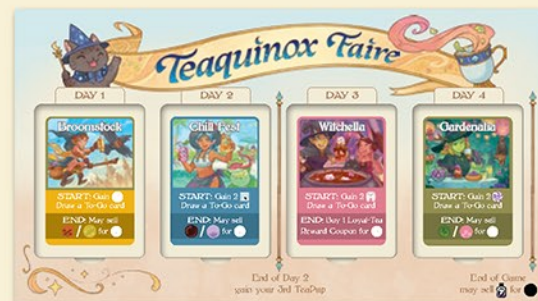 Teaquinox Faire
DAY 1
DAY 2
DAY 3
DAY 4
Broomstock
START: Gain
Draw a To-Go card
END: May sell
/ for
Chill Fest
START: Gain 2
Draw a To-Go card
END: May sell
/ for
Witchella
START: Gain 2
Draw a To-Go card
END: Buy 1 Loyal-Tea
Reward Coupon for
Gardenalia
START: Gain 2
Draw a To-Go card
END: May sell
/ for
End of Day 2
gain your 3rd TeaPup
End of Game
may sell for